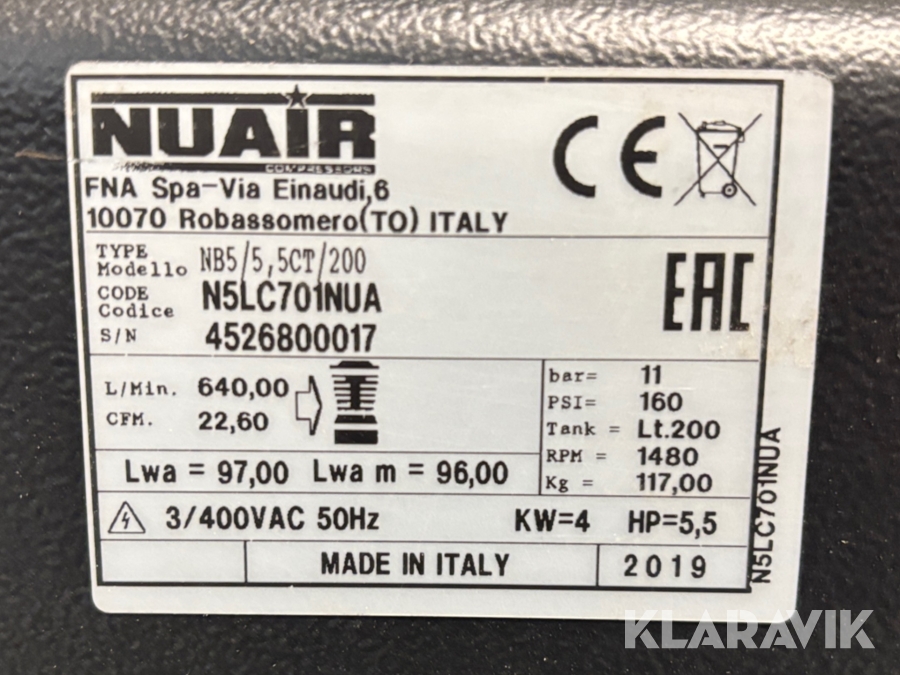 NUAIR
COMPRESSORS
FNA Spa-Via Einaudi,6
10070 Robassomero(TO) ITALY
CE
TYPE
Modello NB5/5,5CT/200
CODE
Codice N5LC701NUA
S/N 4526800017
EAC
L/Min. 640,00
CFM. 22,60
bar= 11
PSI= 160
Tank = Lt.200
RPM = 1480
Kg = 117,00
Lwa = 97,00 Lwa m = 96,00
3/400VAC 50Hz KW=4 HP=5,5
MADE IN ITALY 2019
N5LC701NUA
KLARAVIK